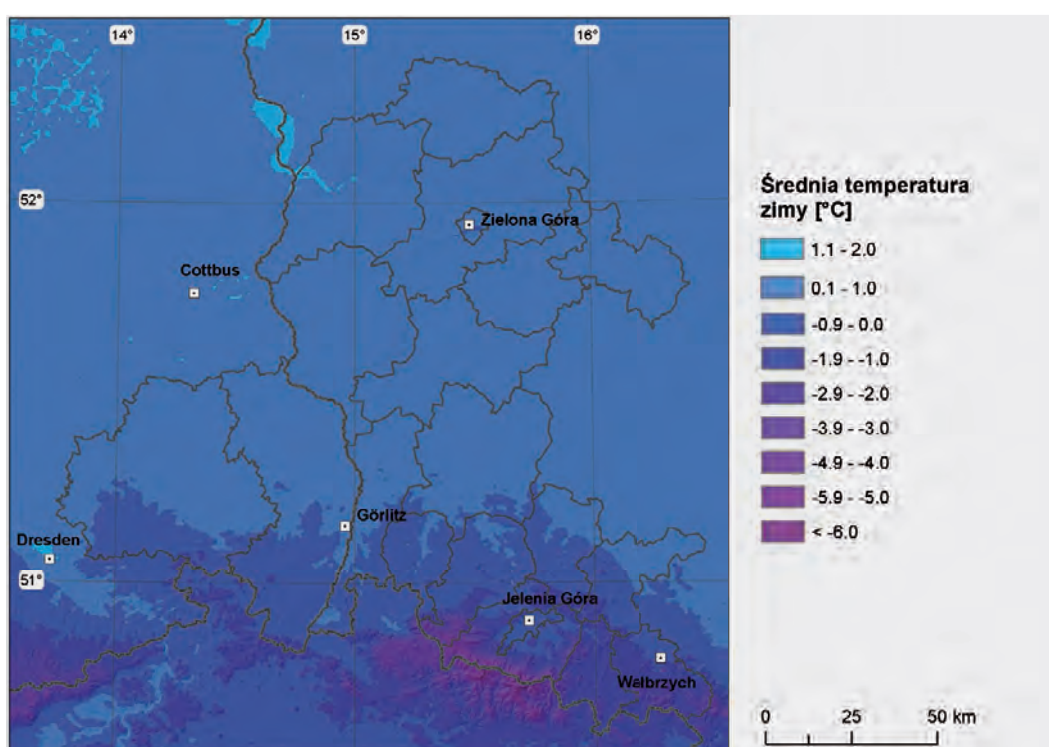 14°
15°
16°
52°
Zielona Góra
Cottbus
Görlitz
Dresden
51°
Jelenia Góra
Wełbrzych
Średnia temperatura
zimy [°C]
1.1 - 2.0
0.1 - 1.0
-0.9 - 0.0
-1.9 - -1.0
-2.9 - -2.0
-3.9 - -3.0
-4.9 - -4.0
-5.9 - -5.0
< -6.0
0 25 50 km